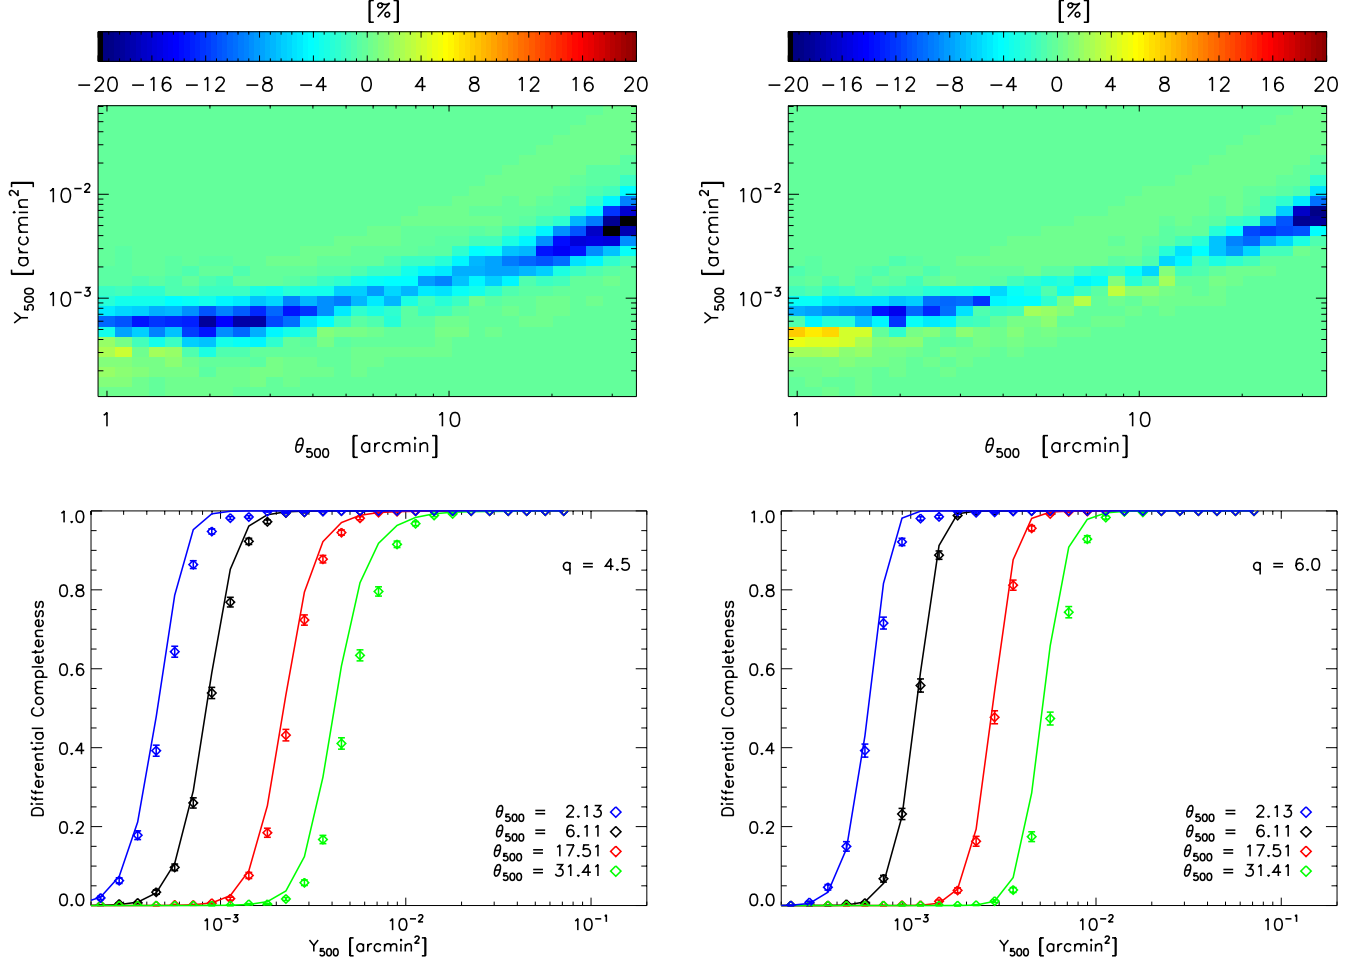 [%]
−20 −16 −12 −8 −4 0 4 8 12 16 20
Y500 [arcmin2]
10−2
10−3
1 10
θ500 [arcmin]
[%]
−20 −16 −12 −8 −4 0 4 8 12 16 20
Y500 [arcmin2]
10−2
10−3
1 10
θ500 [arcmin]
Differential Completeness
1.0
0.8
0.6
0.4
0.2
0.0
q = 4.5
θ500 = 2.13
θ500 = 6.11
θ500 = 17.51
θ500 = 31.41
10−3 10−2 10−1
Y500 [arcmin2]
Differential Completeness
1.0
0.8
0.6
0.4
0.2
0.0
q = 6.0
θ500 = 2.13
θ500 = 6.11
θ500 = 17.51
θ500 = 31.41
10−3 10−2 10−1
Y500 [arcmin2]